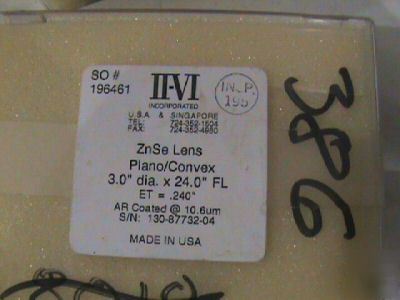 SO #
196461
II-VI
INCORPORATED
U.S.A & SINGAPORE
TEL: 724-352-1504
FAX: 724-352-4980
INSP.
195
ZnSe Lens
Plano/Convex
3.0" dia. x 24.0" FL
ET = .240"
AR Coated @ 10.6um
S/N: 130-87732-04
MADE IN USA
386